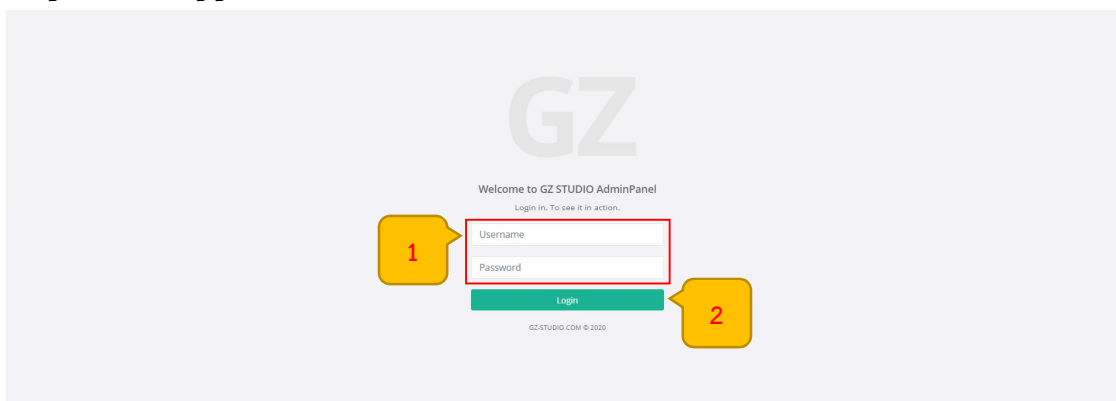 GZ
Welcome to GZ STUDIO AdminPanel
Login in. To see it in action.
Username
1
Password
Login
2
GZ-STUDIO.COM © 2020